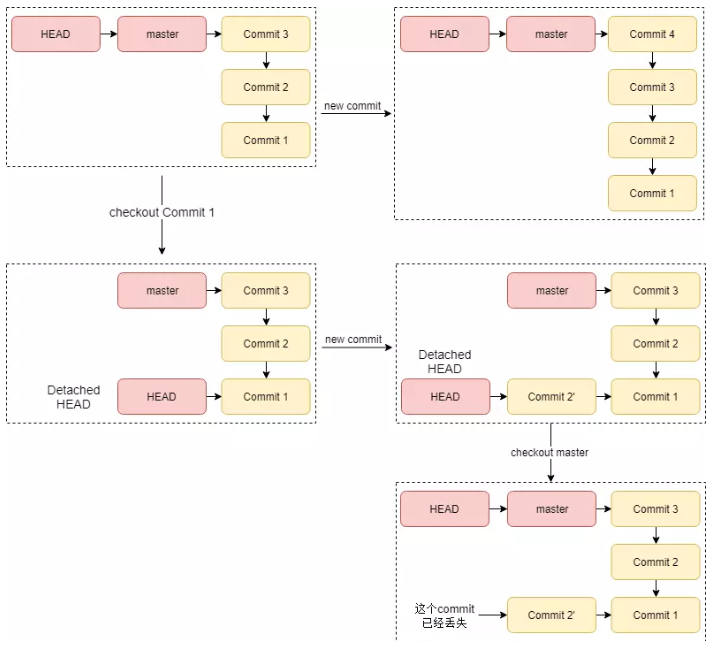 HEAD
master
Commit 3
Commit 2
Commit 1
new commit
HEAD
master
Commit 4
Commit 3
Commit 2
Commit 1
checkout Commit 1
master
Commit 3
Commit 2
Detached
HEAD
HEAD
Commit 1
new commit
master
Commit 3
Commit 2
Detached
HEAD
HEAD
Commit 2'
Commit 1
checkout master
HEAD
master
Commit 3
Commit 2
这个commit
已经丢失
Commit 2'
Commit 1